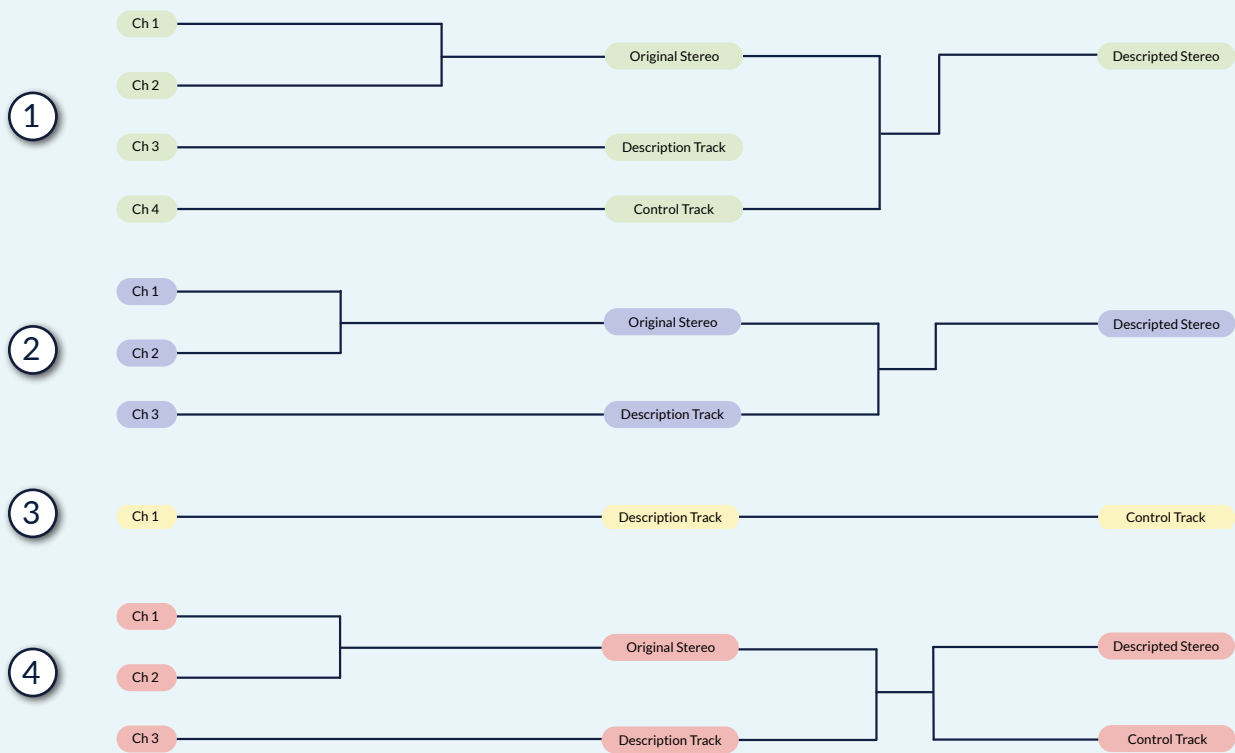 1
Ch 1
Ch 2
Ch 3
Ch 4
Original Stereo
Description Track
Control Track
Descripted Stereo
2
Ch 1
Ch 2
Ch 3
Original Stereo
Description Track
Descripted Stereo
3
Ch 1
Description Track
Control Track
4
Ch 1
Ch 2
Ch 3
Original Stereo
Description Track
Descripted Stereo
Control Track